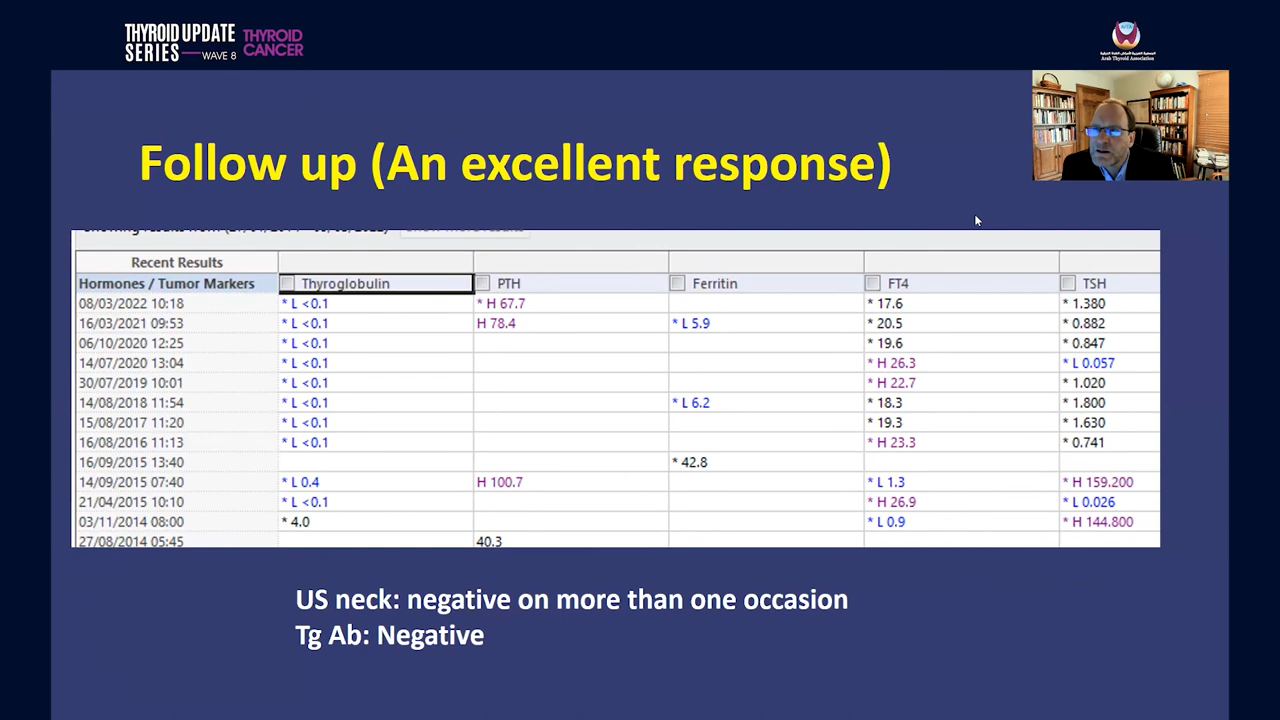 THYROID UPDATE
SERIES — WAVE 8
THYROID
CANCER
Arab Thyroid Association
Follow up (An excellent response)
Recent Results
Hormones / Tumor Markers Thyroglobulin PTH Ferritin FT4 TSH
08/03/2022 10:18 * L <0.1 * H 67.7 * 17.6 * 1.380
16/03/2021 09:53 * L <0.1 H 78.4 * L 5.9 * 20.5 * 0.882
06/10/2020 12:25 * L <0.1 * 19.6 * 0.847
14/07/2020 13:04 * L <0.1 * H 26.3 * L 0.057
30/07/2019 10:01 * L <0.1 * H 22.7 * 1.020
14/08/2018 11:54 * L <0.1 * L 6.2 * 18.3 * 1.800
15/08/2017 11:20 * L <0.1 * 19.3 * 1.630
16/08/2016 11:13 * L <0.1 * H 23.3 * 0.741
16/09/2015 13:40 * 42.8
14/09/2015 07:40 * L 0.4 H 100.7 * L 1.3 * H 159.200
21/04/2015 10:10 * L <0.1 * H 26.9 * L 0.026
03/11/2014 08:00 * 4.0 * L 0.9 * H 144.800
27/08/2014 05:45 40.3
US neck: negative on more than one occasion
Tg Ab: Negative